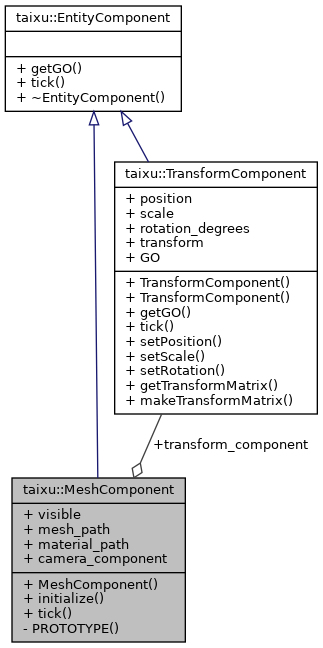 taixu::EntityComponent
+ getGO()
+ tick()
+ ~EntityComponent()
taixu::TransformComponent
+ position
+ scale
+ rotation_degrees
+ transform
+ GO
+ TransformComponent()
+ TransformComponent()
+ getGO()
+ tick()
+ setPosition()
+ setScale()
+ setRotation()
+ getTransformMatrix()
+ makeTransformMatrix()
+transform_component
taixu::MeshComponent
+ visible
+ mesh_path
+ material_path
+ camera_component
+ MeshComponent()
+ initialize()
+ tick()
- PROTOTYPE()